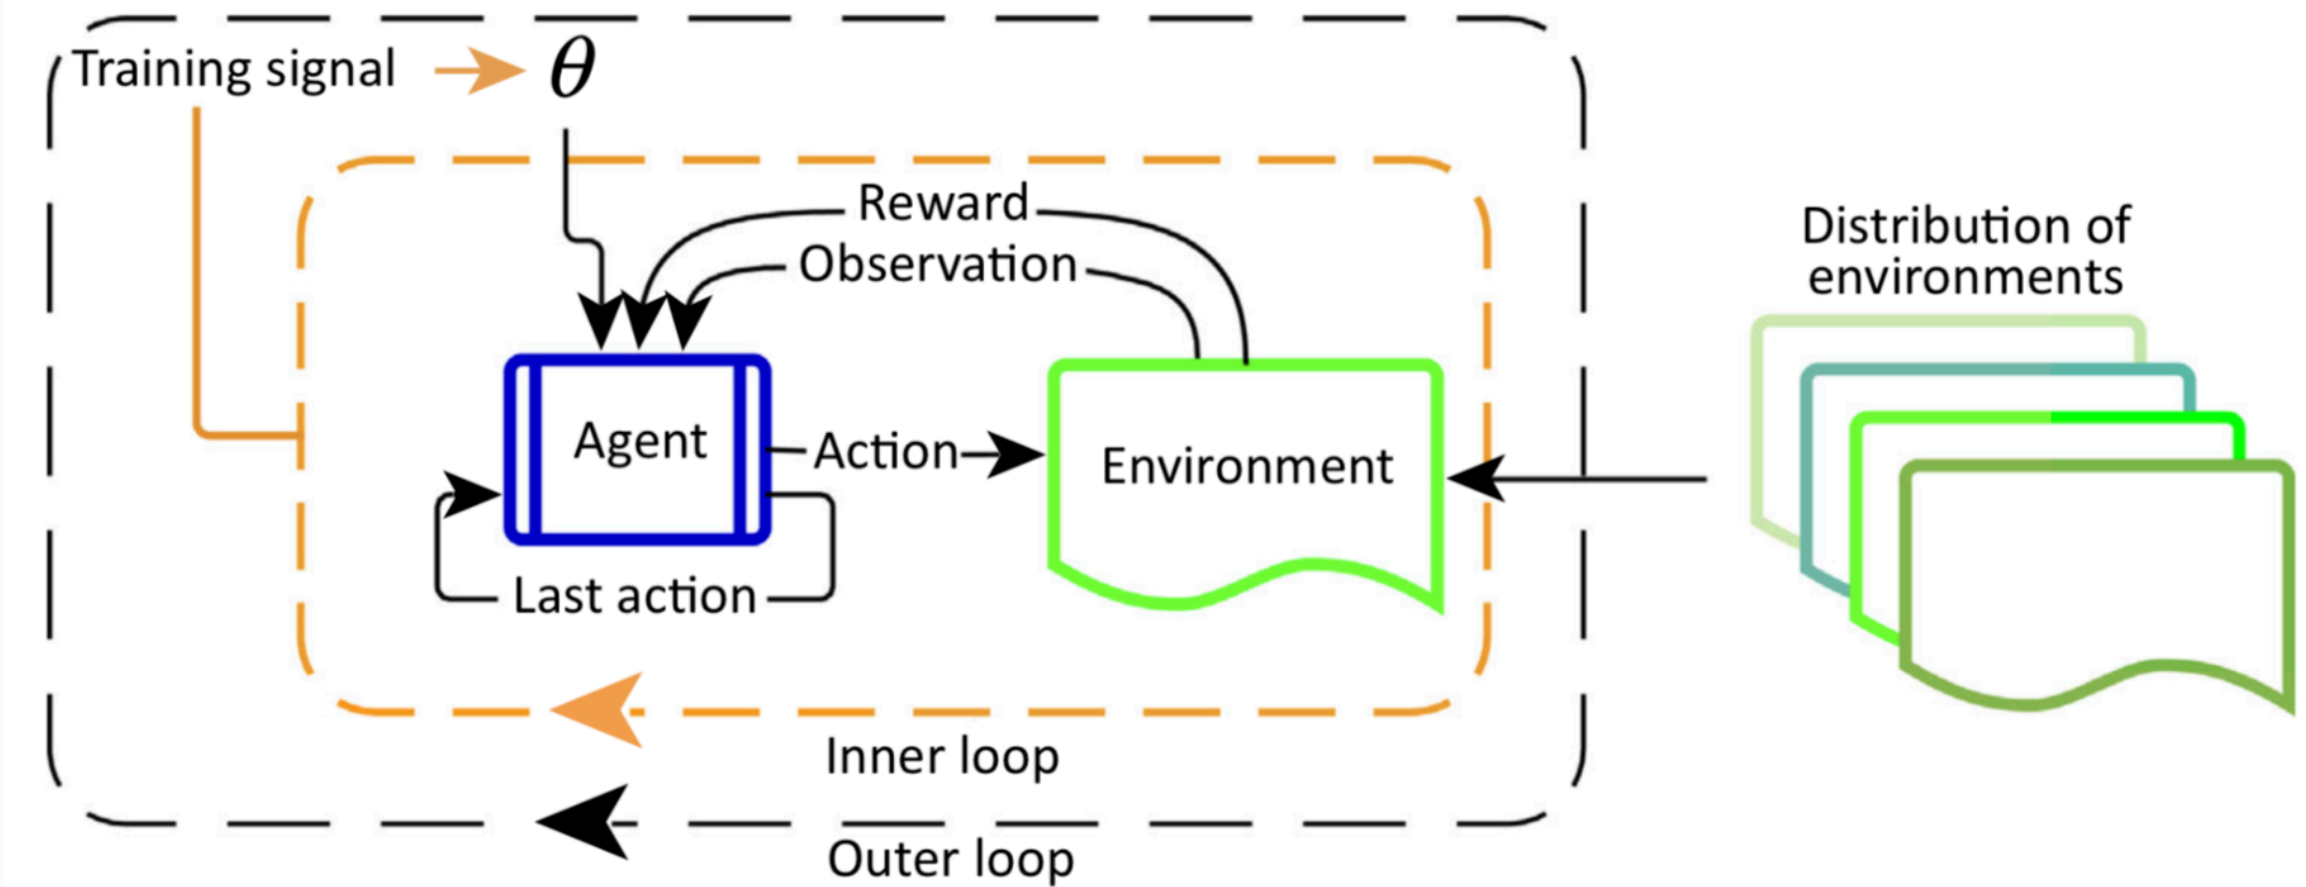 Training signal
θ
Reward
Observation
Distribution of
environments
Agent
Action
Environment
Last action
Inner loop
Outer loop